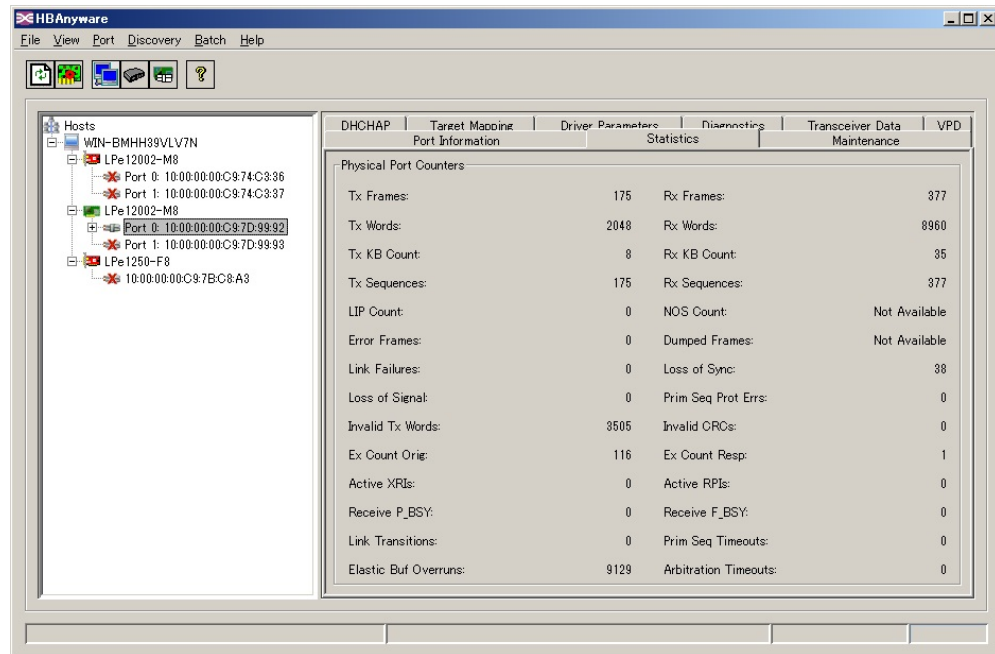 HBAnyware
File View Port Discovery Batch Help
Hosts
WIN-BMHH39VLV7N
LPe12002-M8
Port 0: 10:00:00:00:C9:74:C3:36
Port 1: 10:00:00:00:C9:74:C3:37
LPe12002-M8
Port 0: 10:00:00:00:C9:7D:99:92
Port 1: 10:00:00:00:C9:7D:99:93
LPe1250-F8
10:00:00:00:C9:7B:C8:A3
DHCHAP Target Mapping Driver Parameters Diagnostics Transceiver Data VPD
Port Information Statistics Maintenance
Physical Port Counters
Tx Frames: 175 Rx Frames: 377
Tx Words: 2048 Rx Words: 8960
Tx KB Count: 8 Rx KB Count: 35
Tx Sequences: 175 Rx Sequences: 377
LIP Count: 0 NOS Count: Not Available
Error Frames: 0 Dumped Frames: Not Available
Link Failures: 0 Loss of Sync: 38
Loss of Signal: 0 Prim Seq Prot Errs: 0
Invalid Tx Words: 3505 Invalid CRCs: 0
Ex Count Orig: 116 Ex Count Resp: 1
Active XRIs: 0 Active RPIs: 0
Receive P_BSY: 0 Receive F_BSY: 0
Link Transitions: 0 Prim Seq Timeouts: 0
Elastic Buf Overruns: 9129 Arbitration Timeouts: 0